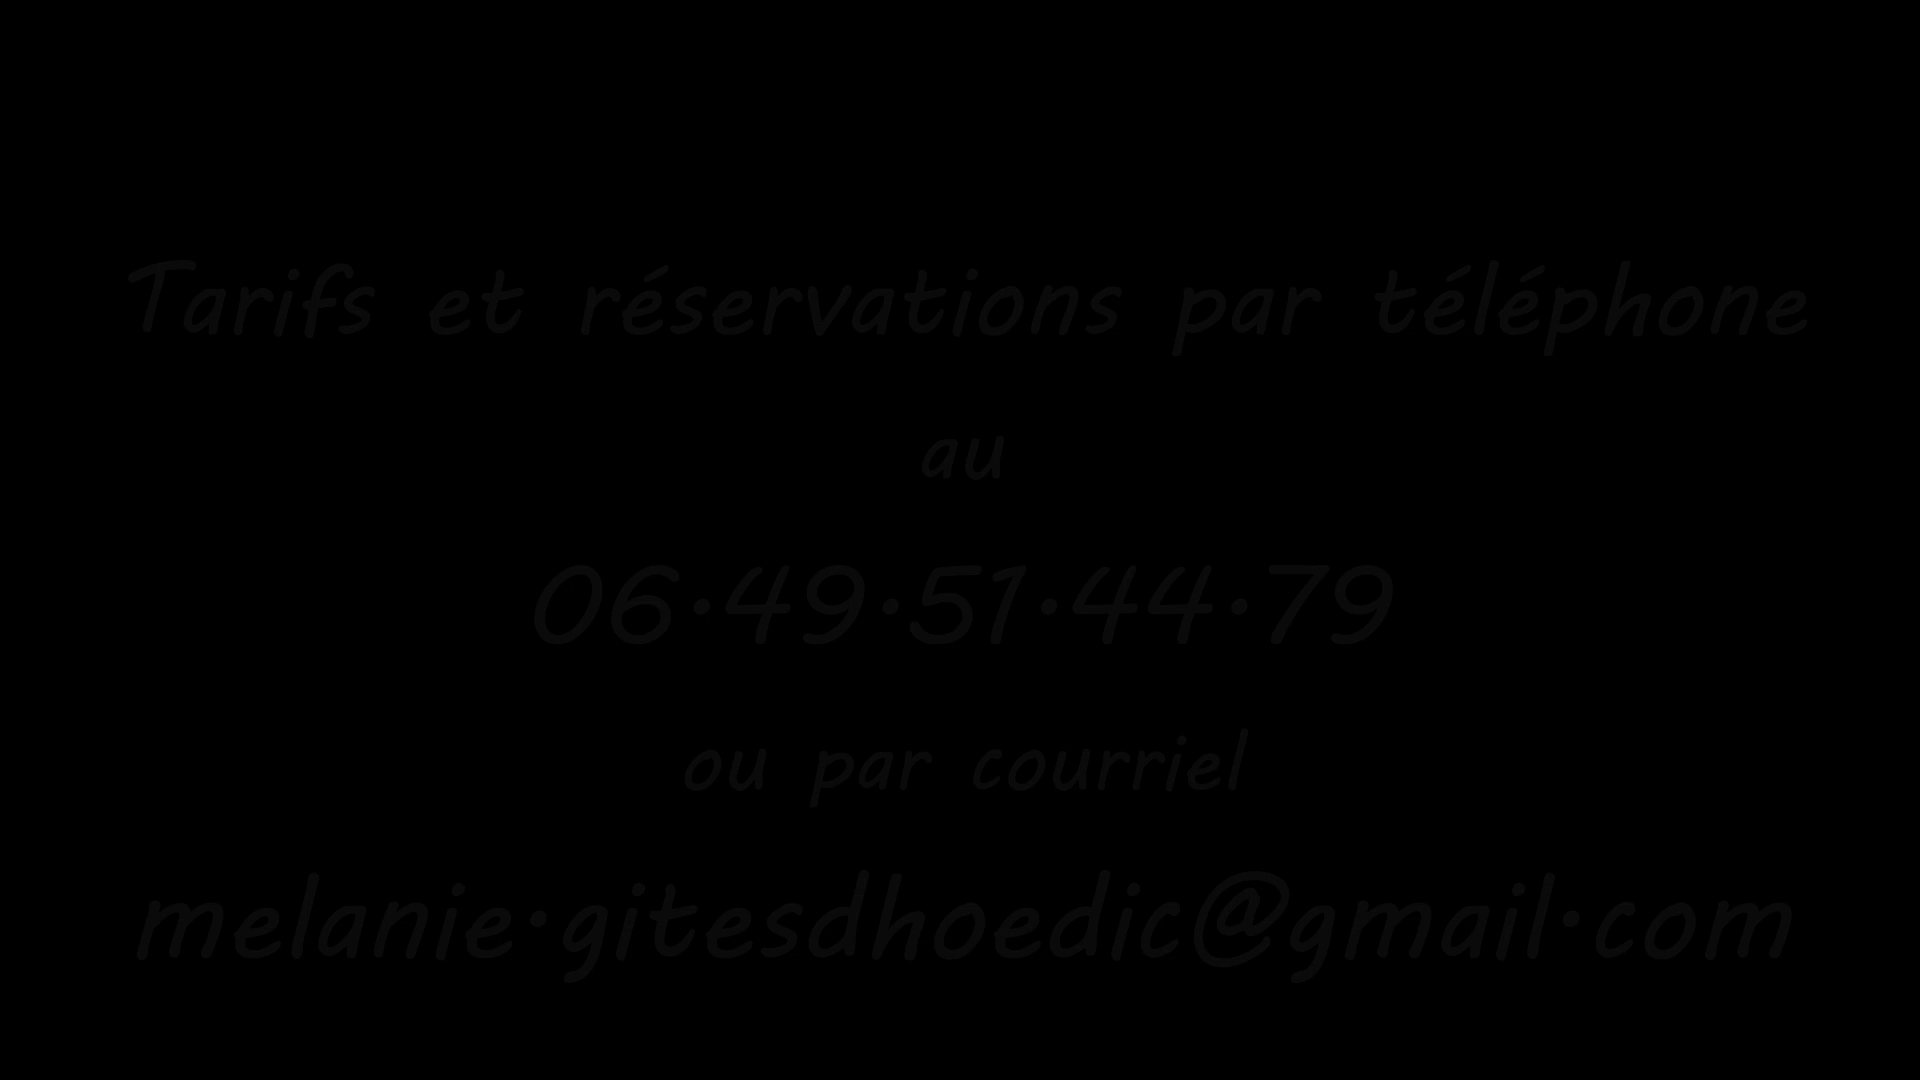 Tarifs et réservations par téléphone
au
06.49.51.44.79
ou par courriel
melanie.gitesdhoedic@gmail.com